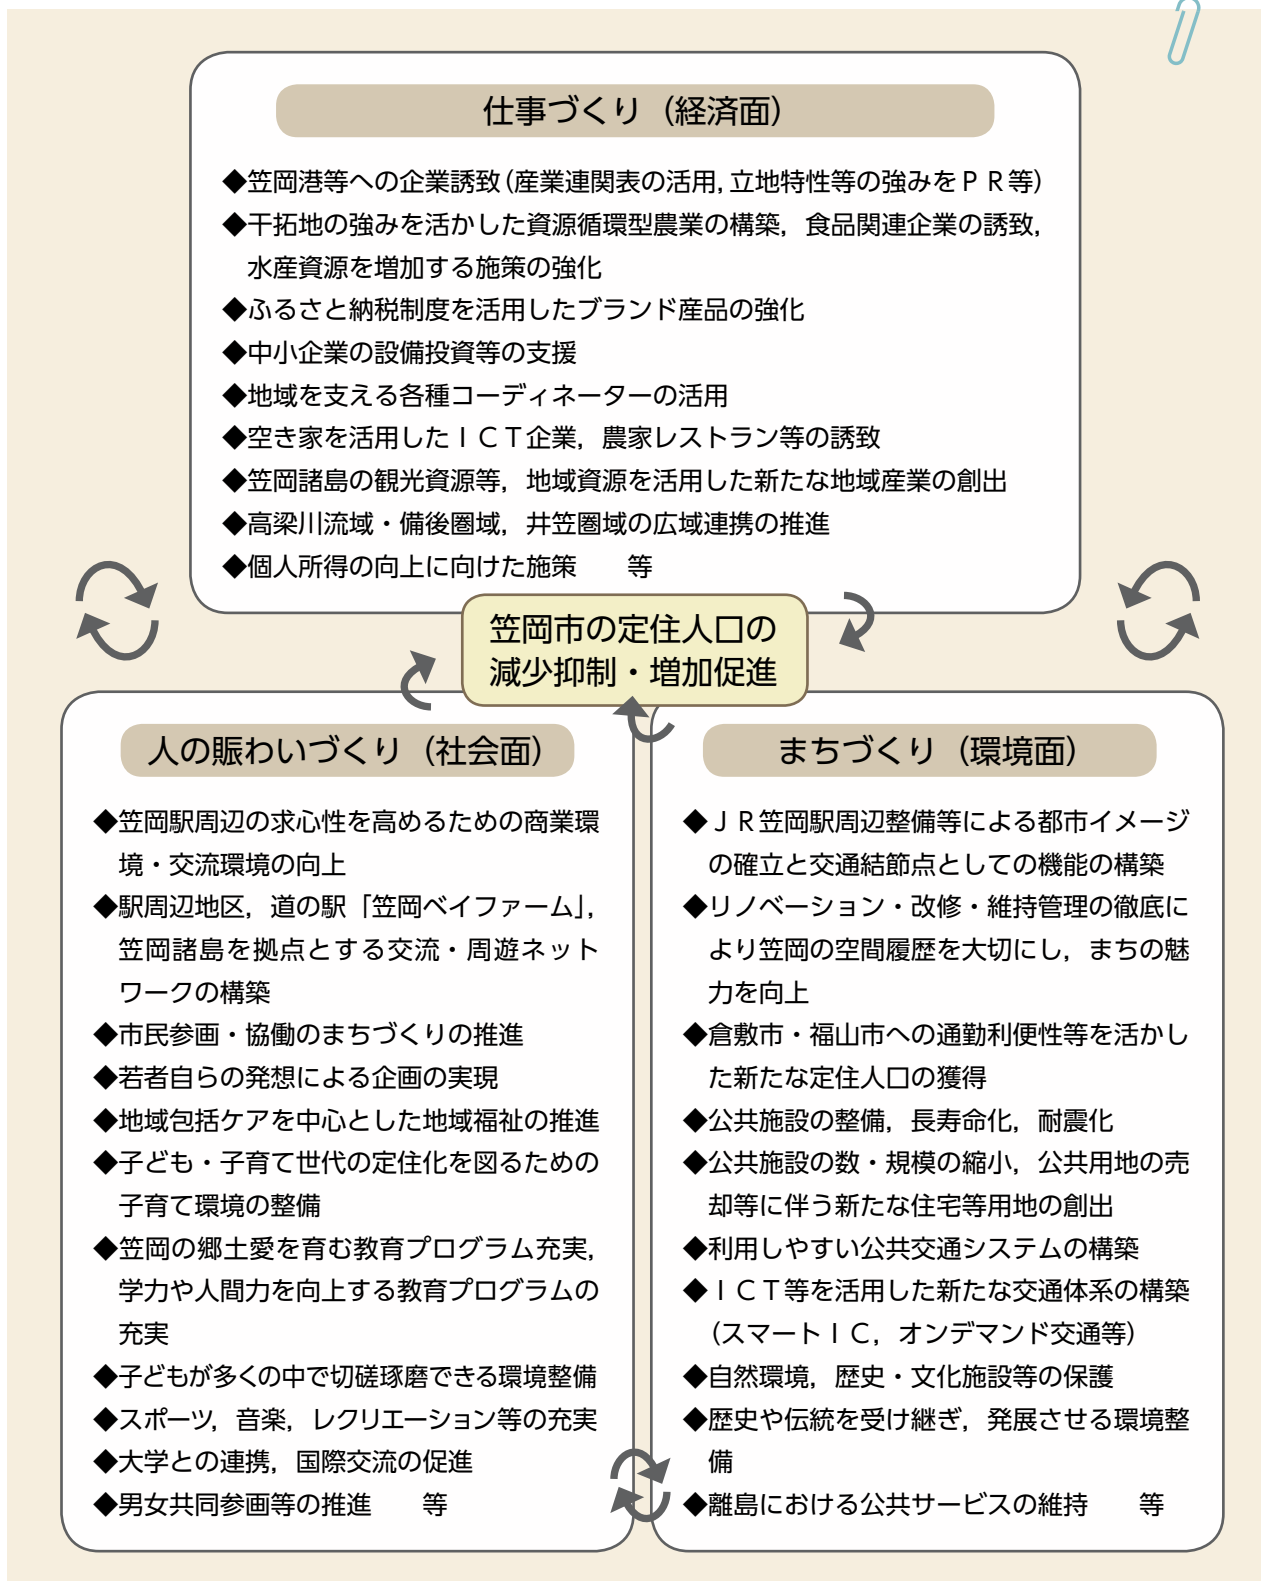 仕事づくり（経済面）
◆笠岡港等への企業誘致（産業連関表の活用，立地特性等の強みをＰＲ等）
◆干拓地の強みを活かした資源循環型農業の構築，食品関連企業の誘致，
水産資源を増加する施策の強化
◆ふるさと納税制度を活用したブランド産品の強化
◆中小企業の設備投資等の支援
◆地域を支える各種コーディネーターの活用
◆空き家を活用したＩＣＴ企業，農家レストラン等の誘致
◆笠岡諸島の観光資源等，地域資源を活用した新たな地域産業の創出
◆高梁川流域・備後圏域，井笠圏域の広域連携の推進
◆個人所得の向上に向けた施策　　等
笠岡市の定住人口の
減少抑制・増加促進
人の賑わいづくり（社会面）
◆笠岡駅周辺の求心性を高めるための商業環
境・交流環境の向上
◆駅周辺地区，道の駅「笠岡ベイファーム」，
笠岡諸島を拠点とする交流・周遊ネット
ワークの構築
◆市民参画・協働のまちづくりの推進
◆若者自らの発想による企画の実現
◆地域包括ケアを中心とした地域福祉の推進
◆子ども・子育て世代の定住化を図るための
子育て環境の整備
◆笠岡の郷土愛を育む教育プログラム充実，
学力や人間力を向上する教育プログラムの
充実
◆子どもが多くの中で切磋琢磨できる環境整備
◆スポーツ，音楽，レクリエーション等の充実
◆大学との連携，国際交流の促進
◆男女共同参画等の推進　　等
まちづくり（環境面）
◆ＪＲ笠岡駅周辺整備等による都市イメージ
の確立と交通結節点としての機能の構築
◆リノベーション・改修・維持管理の徹底に
より笠岡の空間履歴を大切にし，まちの魅
力を向上
◆倉敷市・福山市への通勤利便性等を活かし
た新たな定住人口の獲得
◆公共施設の整備，長寿命化，耐震化
◆公共施設の数・規模の縮小，公共用地の売
却等に伴う新たな住宅等用地の創出
◆利用しやすい公共交通システムの構築
◆ＩＣＴ等を活用した新たな交通体系の構築
（スマートＩＣ，オンデマンド交通等）
◆自然環境，歴史・文化施設等の保護
◆歴史や伝統を受け継ぎ，発展させる環境整
備
◆離島における公共サービスの維持　　等